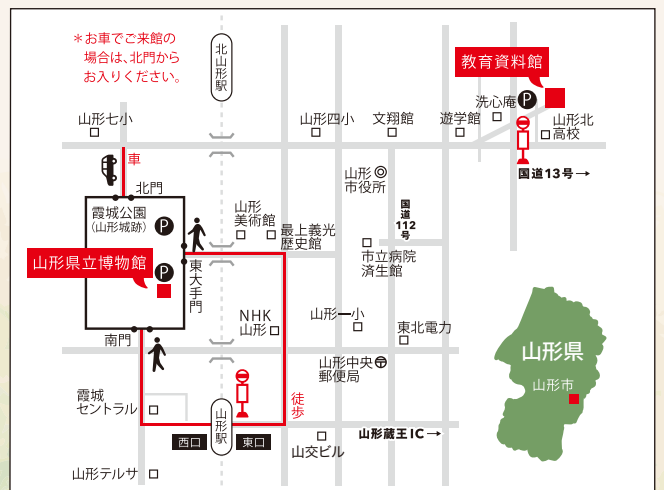 ＊お車でご来館の
場合は、北門から
お入りください。
北山形駅
教育資料館
洗心庵
P
山形北
高校
国道13号→
山形七小
山形四小
文翔館
遊学館
車
北門
霞城公園
（山形城跡）
P
山形
市役所
国道
112
号
山形
美術館
最上義光
歴史館
山形県立博物館
P
東大手門
市立病院
済生館
NHK
山形
山形一小
東北電力
南門
山形中央
郵便局
山形県
山形市
霞城
セントラル
徒歩
山形駅
西口
東口
山交ビル
山形蔵王IC→
山形テルサ